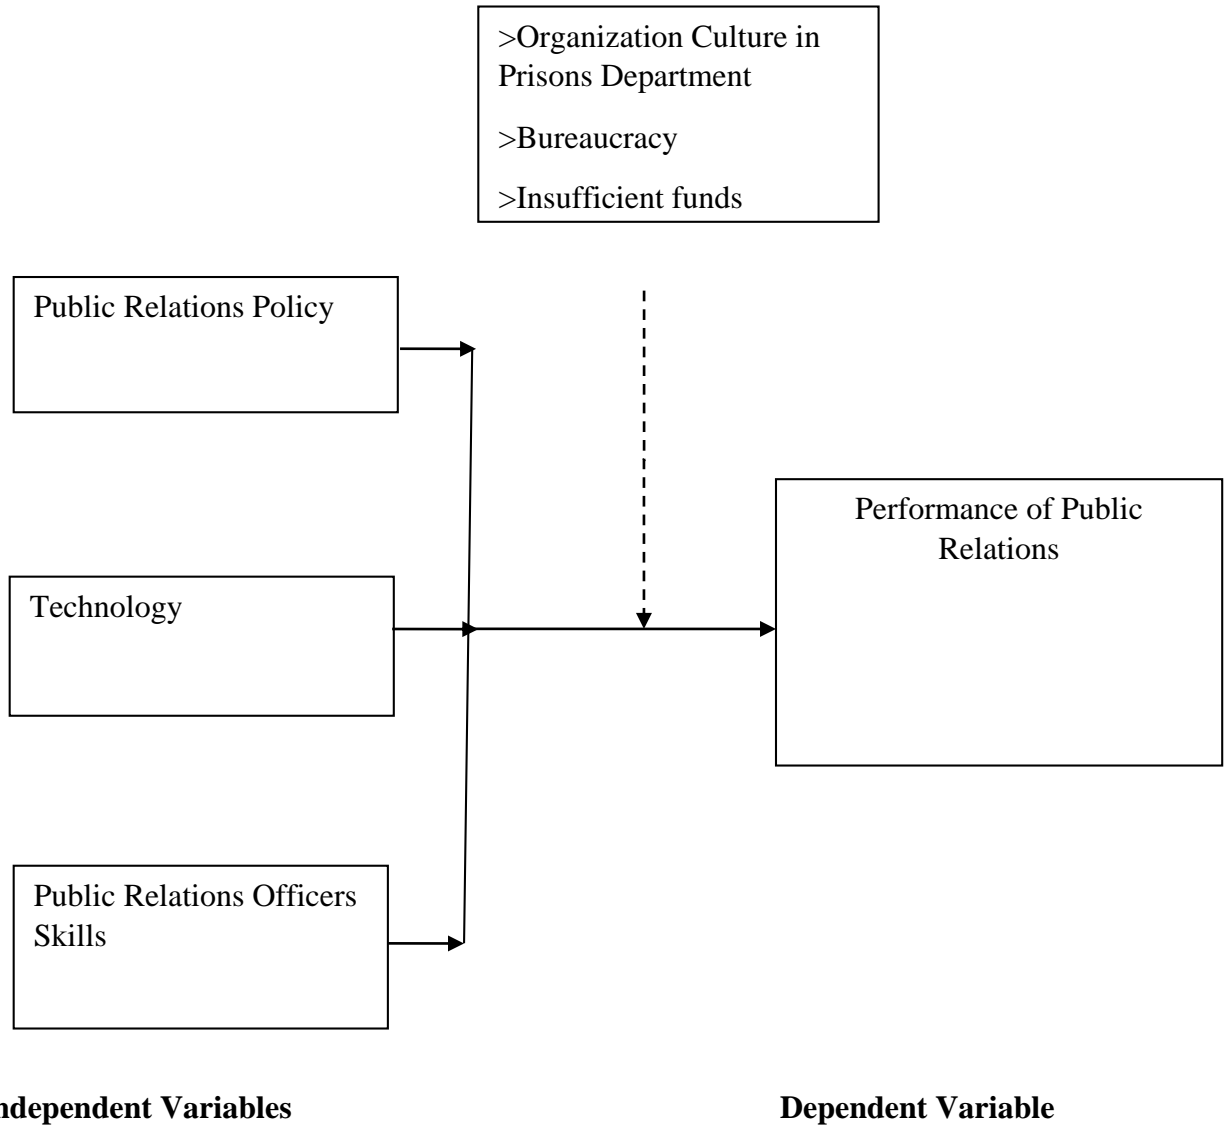 >Organization Culture in
Prisons Department
>Bureaucracy
>Insufficient funds
Public Relations Policy
Technology
Performance of Public
Relations
Public Relations Officers
Skills
ndependent Variables
Dependent Variable